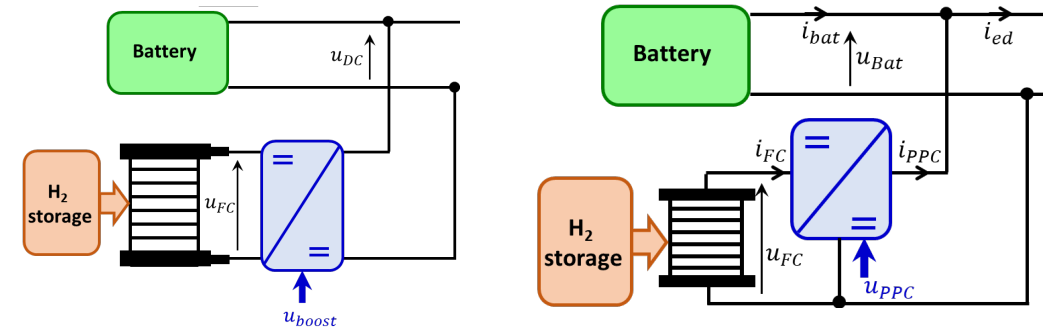 Battery
u_DC
H₂
storage
u_FC
u_boost
Battery
i_bat
i_ed
u_Bat
i_FC
i_PPC
H₂
storage
u_FC
u_PPC